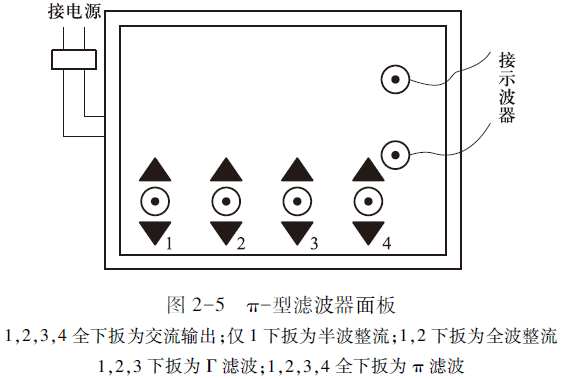 接电源
接示波器
1 2 3 4
图 2-5 π-型滤波器面板
1,2,3,4 全下扳为交流输出;仅 1 下扳为半波整流;1,2 下扳为全波整流
1,2,3 下扳为 Γ 滤波;1,2,3,4 全下扳为 π 滤波